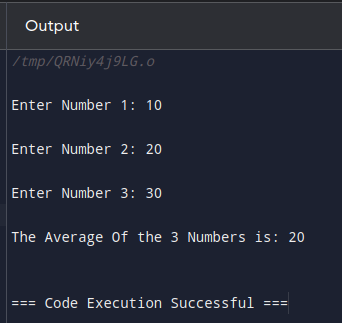 Output
/tmp/QRNiy4j9LG.o
Enter Number 1: 10
Enter Number 2: 20
Enter Number 3: 30
The Average Of the 3 Numbers is: 20
=== Code Execution Successful ===